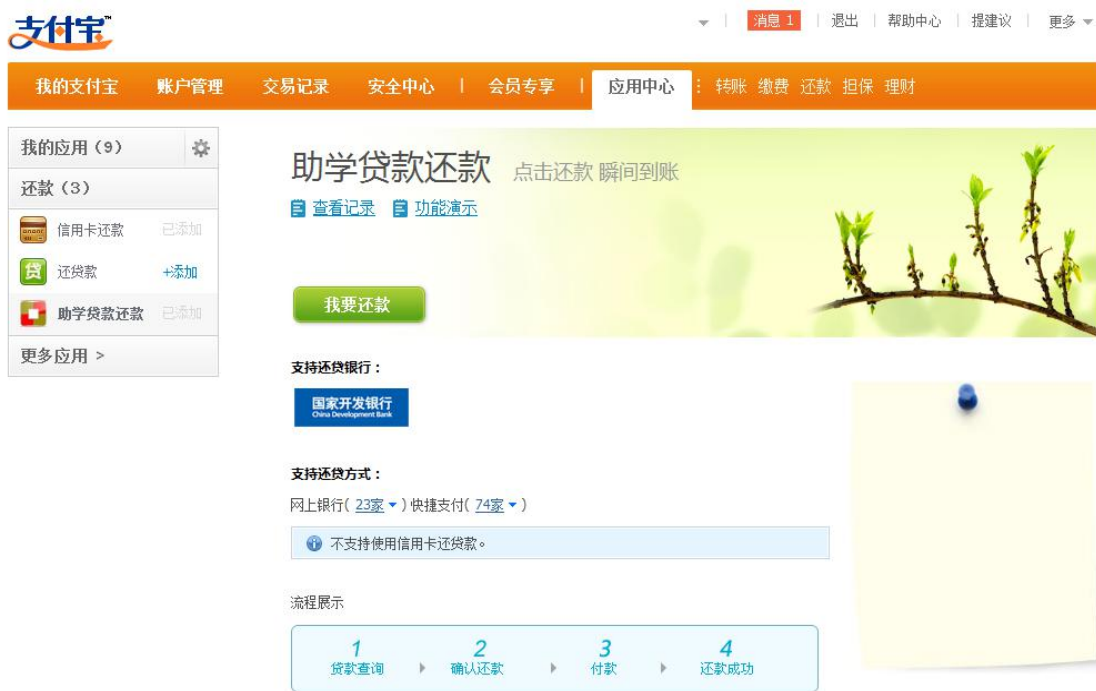 支付宝
消息 1 退出 帮助中心 提建议 更多
我的支付宝 账户管理 交易记录 安全中心 会员专享 应用中心 转账 缴费 还款 担保 理财
我的应用（9）
还款（3）
信用卡还款 已添加
还贷款 +添加
助学贷款还款 已添加
更多应用 >
助学贷款还款 点击还款 瞬间到账
查看记录 功能演示
我要还款
支持还贷银行：
国家开发银行
China Development Bank
支持还贷方式：
网上银行( 23家 ) 快捷支付( 74家 )
不支持使用信用卡还贷款。
流程展示
1 2 3 4
贷款查询 确认还款 付款 还款成功